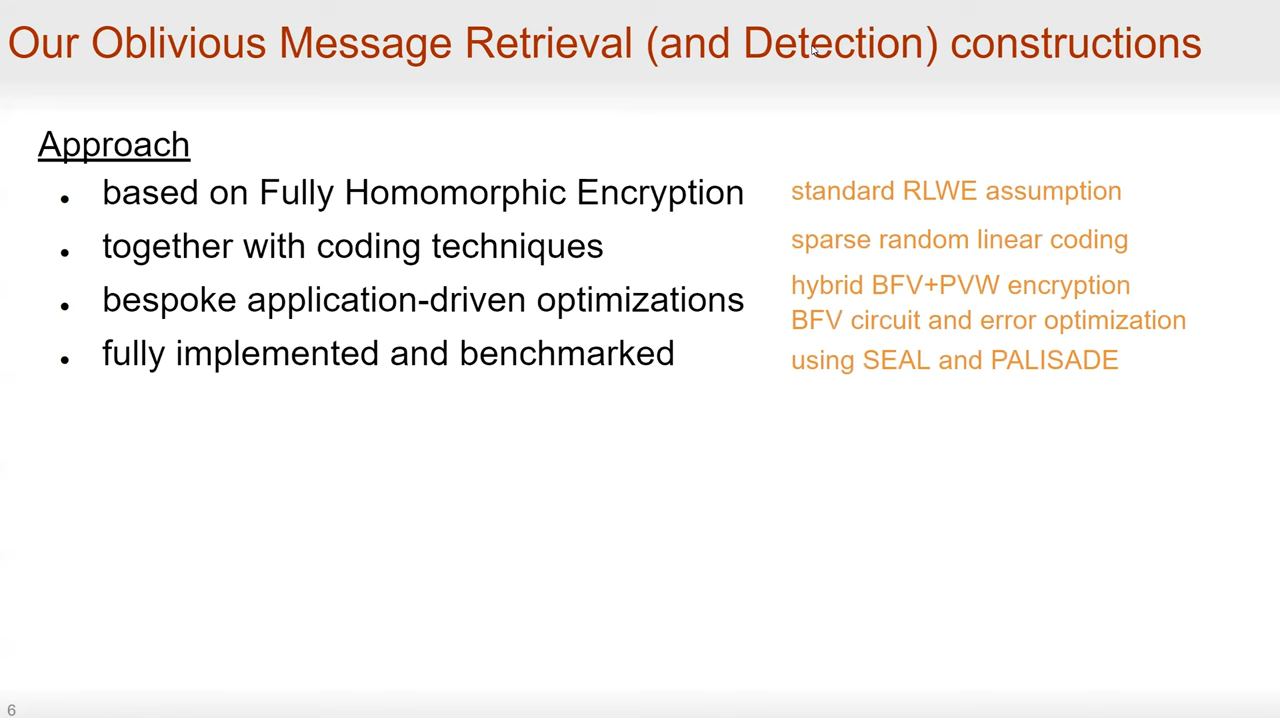 Our Oblivious Message Retrieval (and Detection) constructions
Approach
• based on Fully Homomorphic Encryption
standard RLWE assumption
• together with coding techniques
sparse random linear coding
• bespoke application-driven optimizations
hybrid BFV+PVW encryption
BFV circuit and error optimization
• fully implemented and benchmarked
using SEAL and PALISADE
6